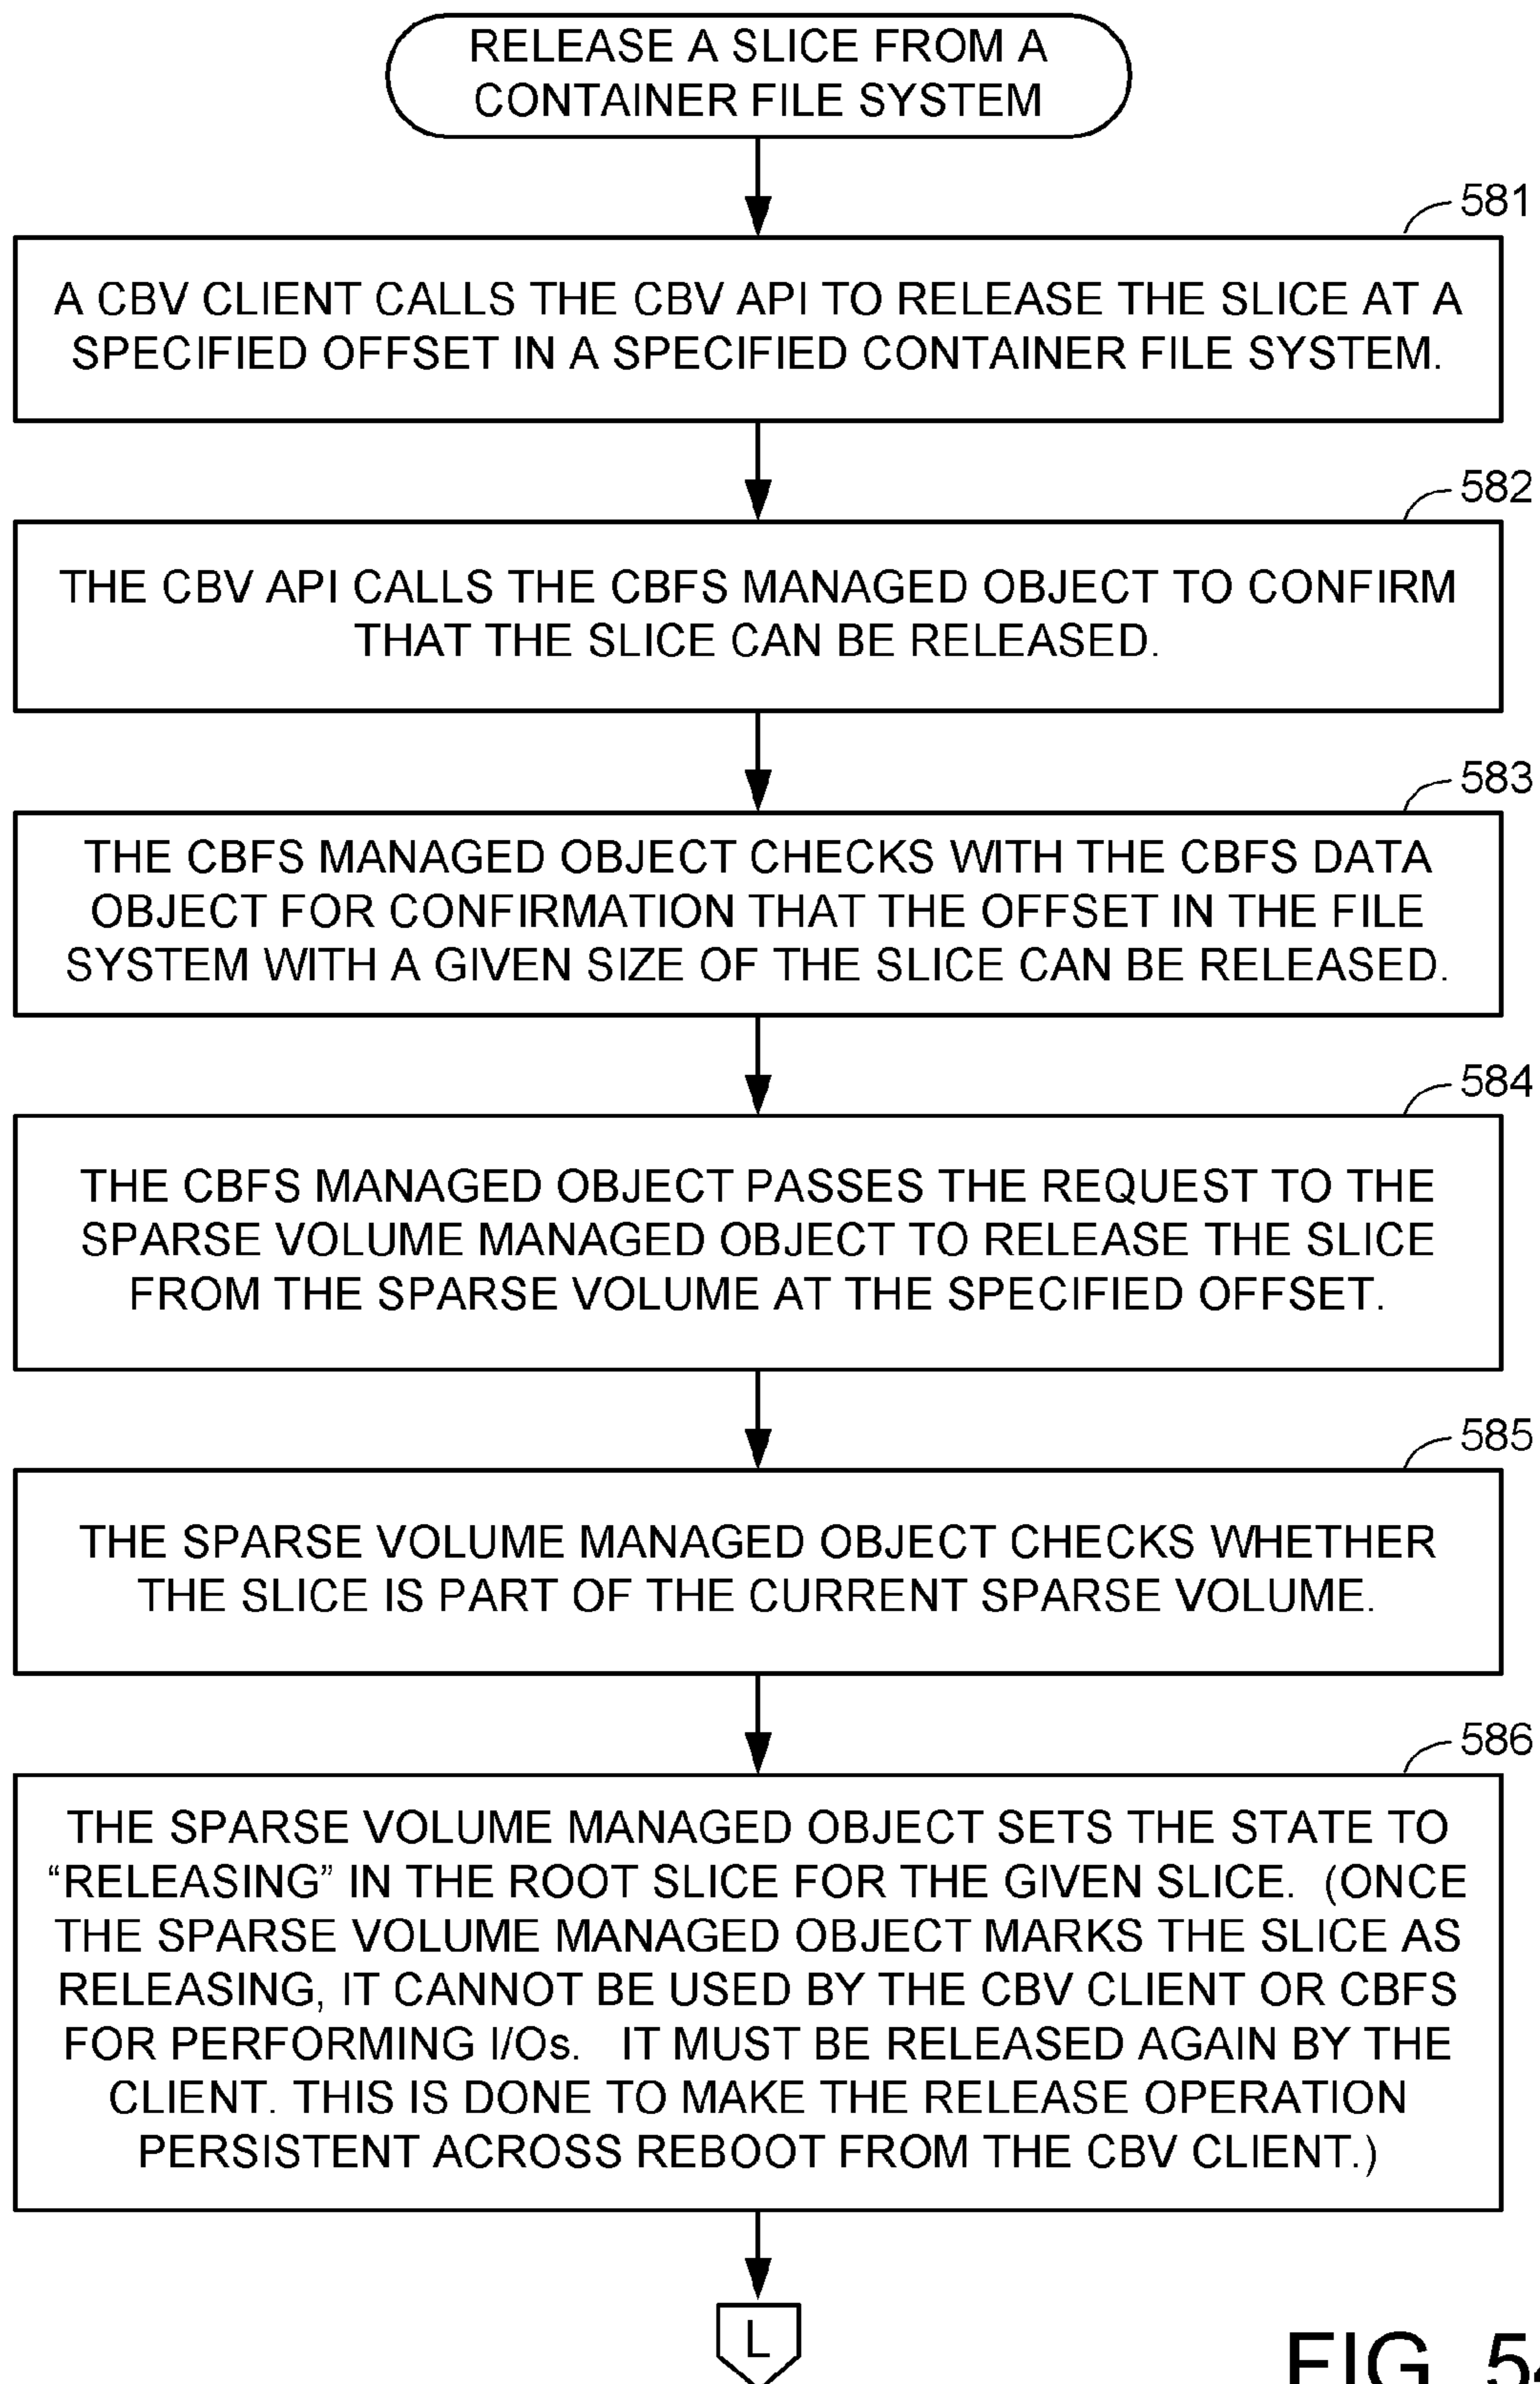 RELEASE A SLICE FROM A
CONTAINER FILE SYSTEM
581
A CBV CLIENT CALLS THE CBV API TO RELEASE THE SLICE AT A
SPECIFIED OFFSET IN A SPECIFIED CONTAINER FILE SYSTEM.
582
THE CBV API CALLS THE CBFS MANAGED OBJECT TO CONFIRM
THAT THE SLICE CAN BE RELEASED.
583
THE CBFS MANAGED OBJECT CHECKS WITH THE CBFS DATA
OBJECT FOR CONFIRMATION THAT THE OFFSET IN THE FILE
SYSTEM WITH A GIVEN SIZE OF THE SLICE CAN BE RELEASED.
584
THE CBFS MANAGED OBJECT PASSES THE REQUEST TO THE
SPARSE VOLUME MANAGED OBJECT TO RELEASE THE SLICE
FROM THE SPARSE VOLUME AT THE SPECIFIED OFFSET.
585
THE SPARSE VOLUME MANAGED OBJECT CHECKS WHETHER
THE SLICE IS PART OF THE CURRENT SPARSE VOLUME.
586
THE SPARSE VOLUME MANAGED OBJECT SETS THE STATE TO
“RELEASING” IN THE ROOT SLICE FOR THE GIVEN SLICE. (ONCE
THE SPARSE VOLUME MANAGED OBJECT MARKS THE SLICE AS
RELEASING, IT CANNOT BE USED BY THE CBV CLIENT OR CBFS
FOR PERFORMING I/Os. IT MUST BE RELEASED AGAIN BY THE
CLIENT. THIS IS DONE TO MAKE THE RELEASE OPERATION
PERSISTENT ACROSS REBOOT FROM THE CBV CLIENT.)
L
FIG.